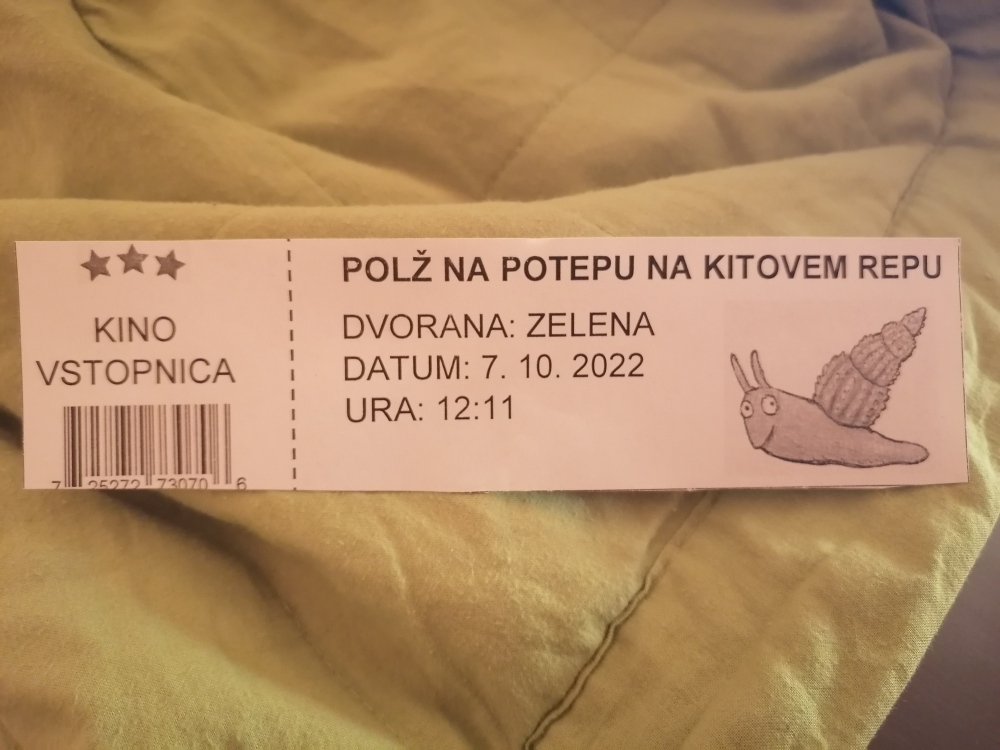 KINO
VSTOPNICA
7 25272 73070 6
POLŽ NA POTEPU NA KITOVEM REPU
DVORANA: ZELENA
DATUM: 7. 10. 2022
URA: 12:11